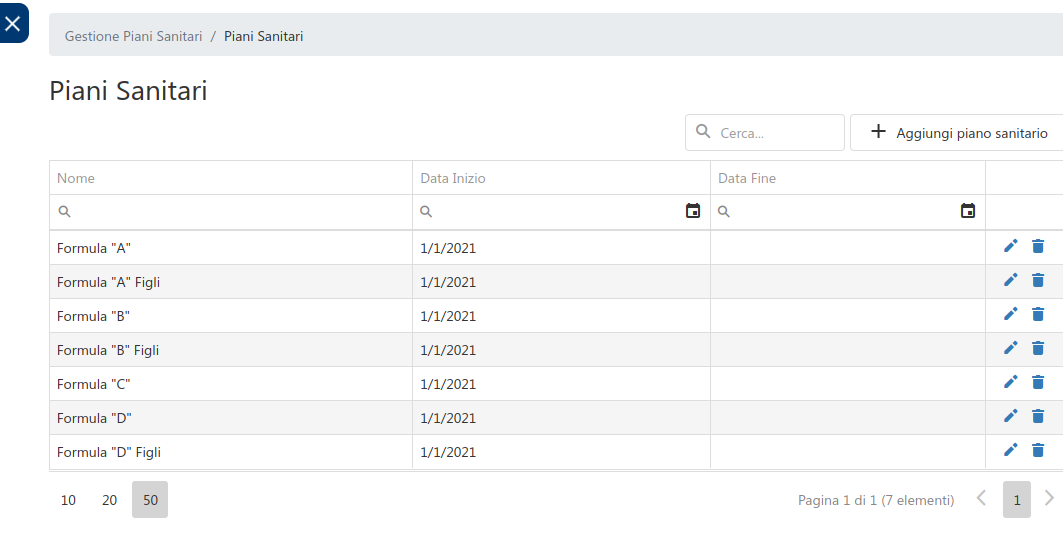 Gestione Piani Sanitari / Piani Sanitari
Piani Sanitari
Cerca...
Aggiungi piano sanitario
Nome Data Inizio Data Fine
Formula "A" 1/1/2021
Formula "A" Figli 1/1/2021
Formula "B" 1/1/2021
Formula "B" Figli 1/1/2021
Formula "C" 1/1/2021
Formula "D" 1/1/2021
Formula "D" Figli 1/1/2021
10 20 50 Pagina 1 di 1 (7 elementi) 1